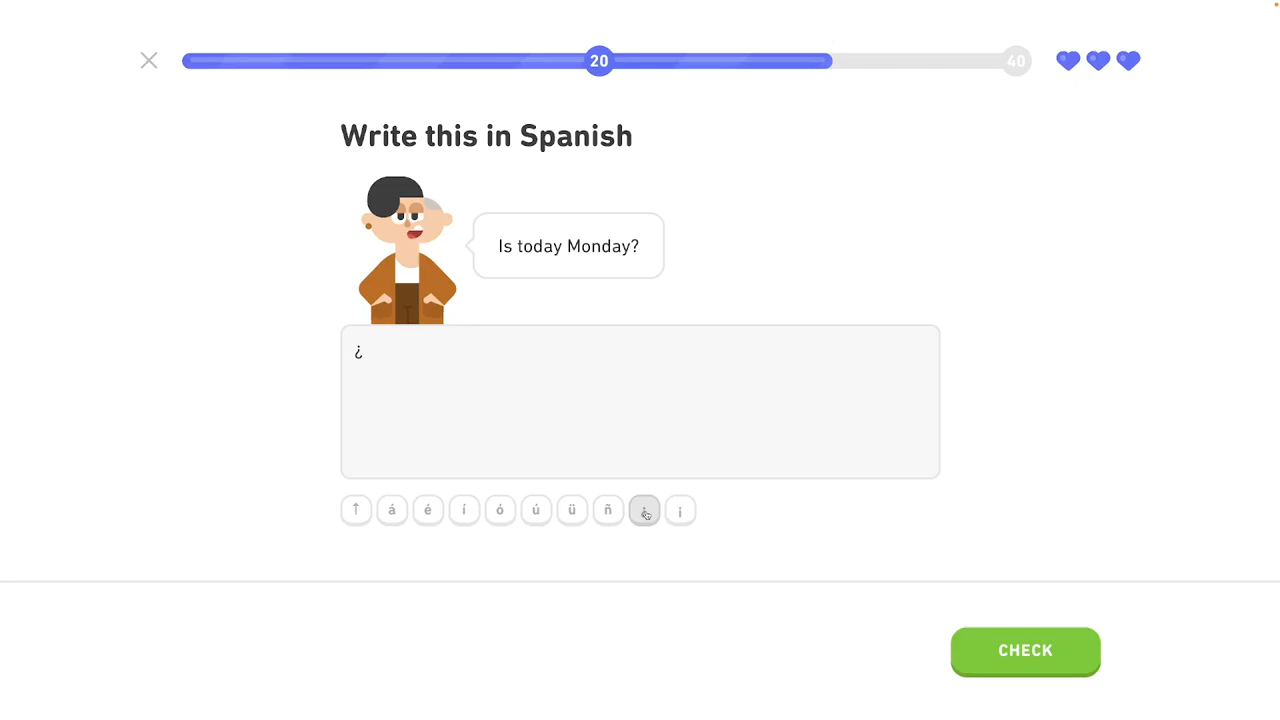 20
40
Write this in Spanish
Is today Monday?
¿
↑ á é í ó ú ü ñ ¿ ¡
CHECK